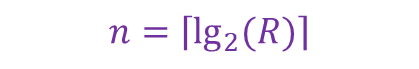 n = ⌈lg₂(R)⌉